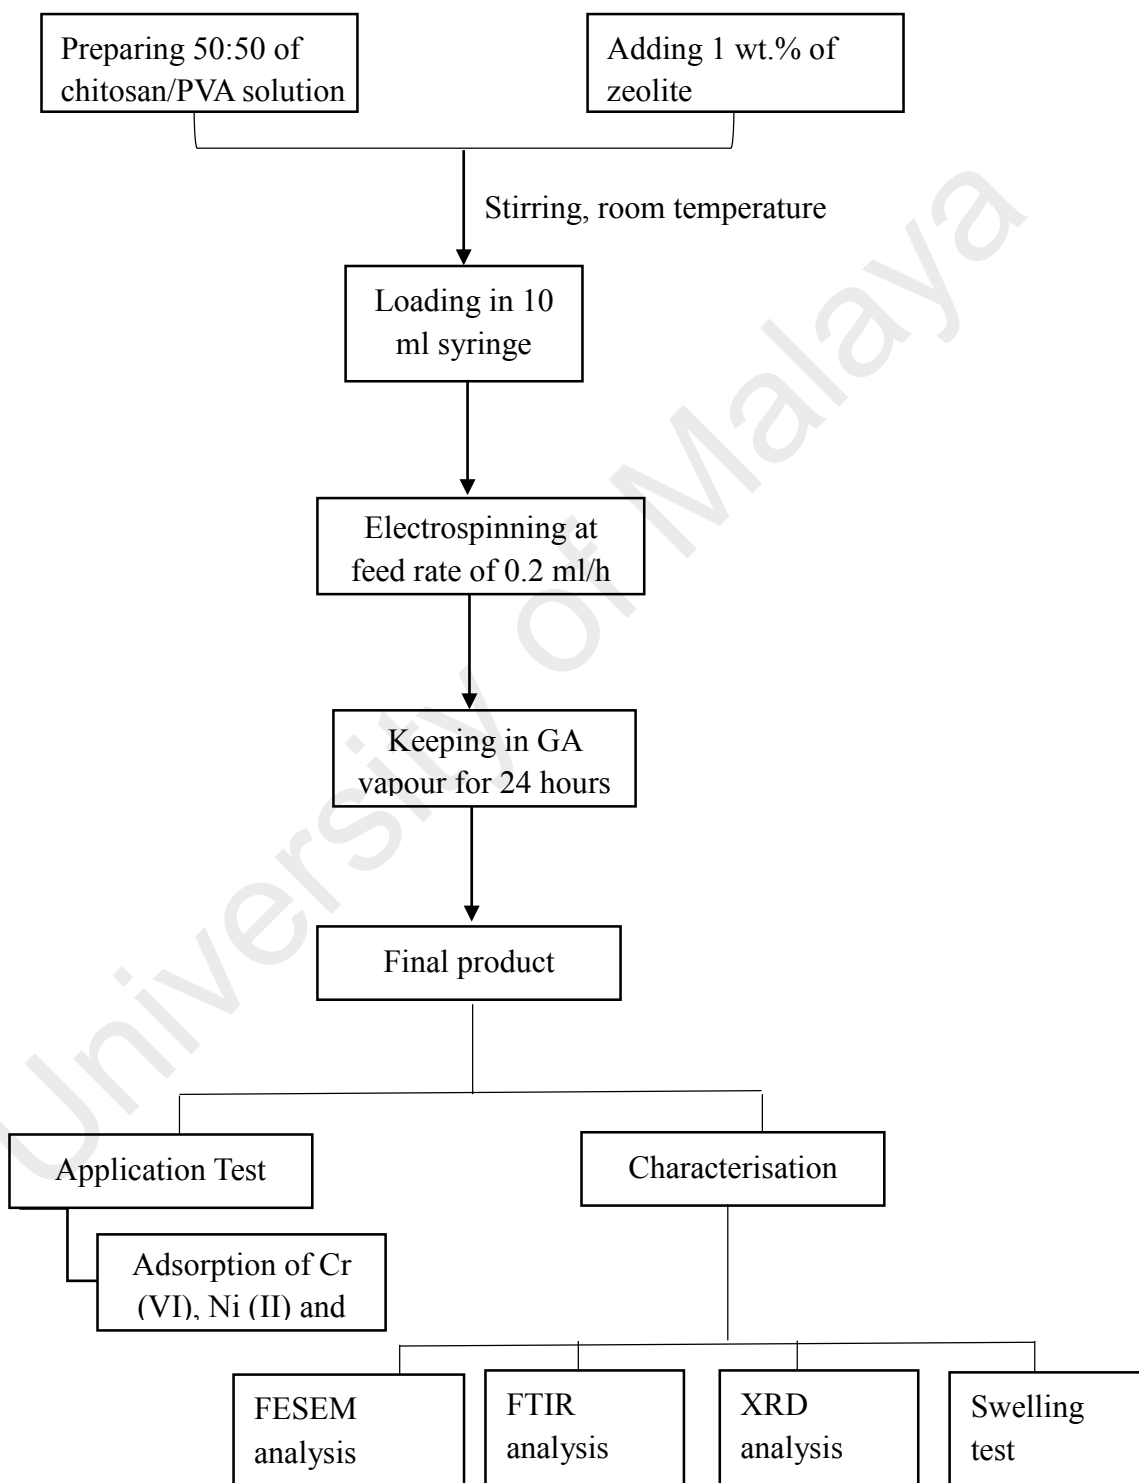 Preparing 50:50 of
chitosan/PVA solution
Adding 1 wt.% of
zeolite
Stirring, room temperature
Loading in 10
ml syringe
Electrospinning at
feed rate of 0.2 ml/h
Keeping in GA
vapour for 24 hours
Final product
Application Test
Characterisation
Adsorption of Cr
(VI), Ni (II) and
FESEM
analysis
FTIR
analysis
XRD
analysis
Swelling
test
University of Malaya